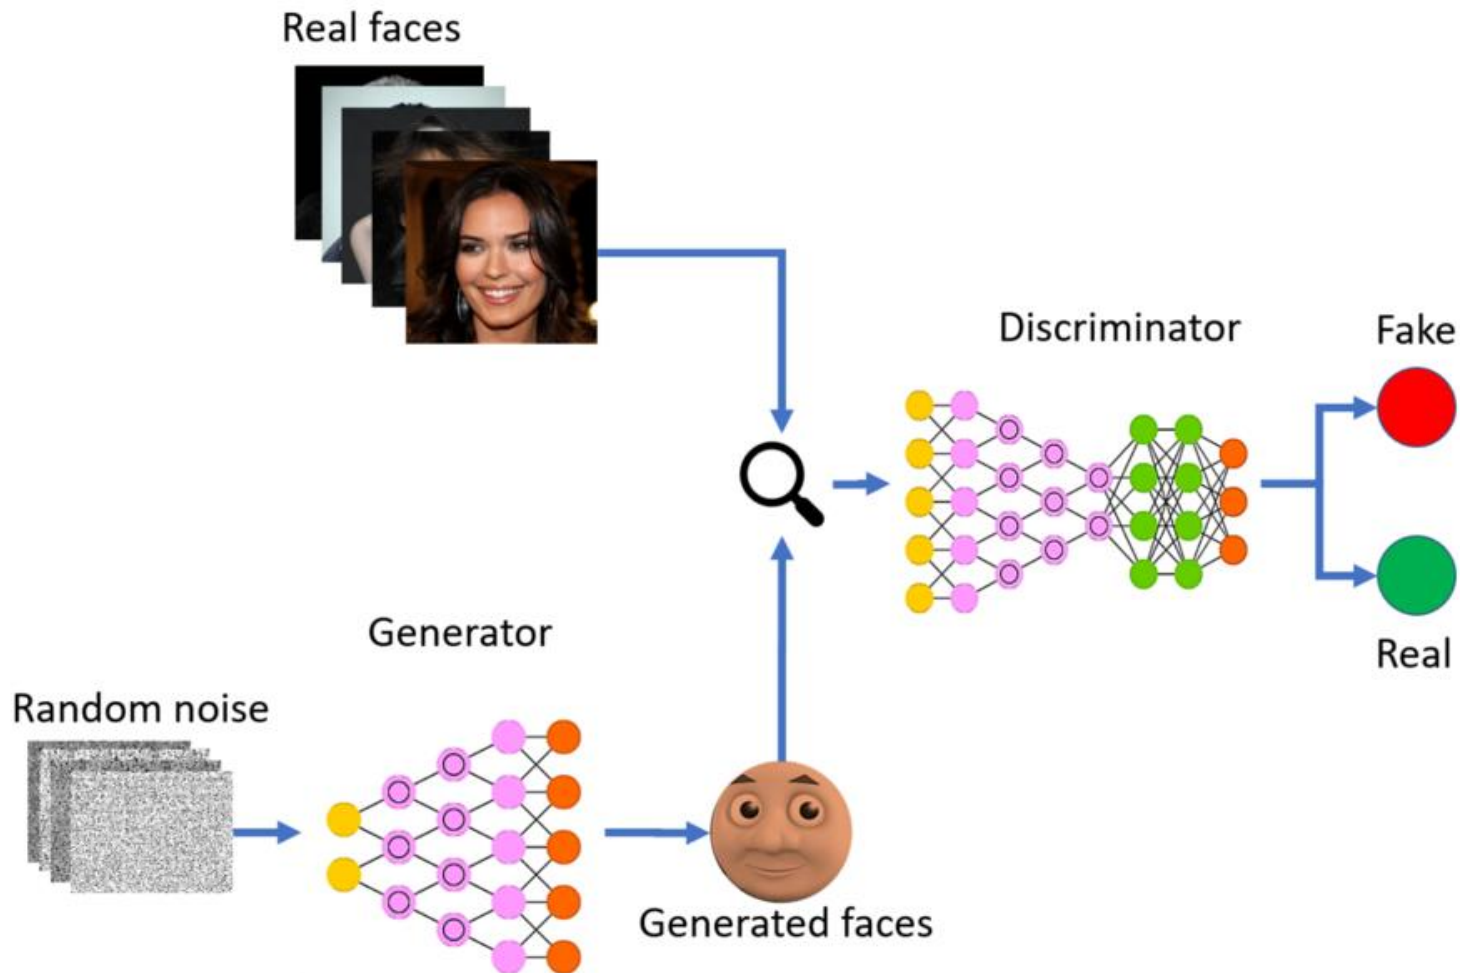 Real faces
Discriminator
Fake
Generator
Real
Random noise
Generated faces